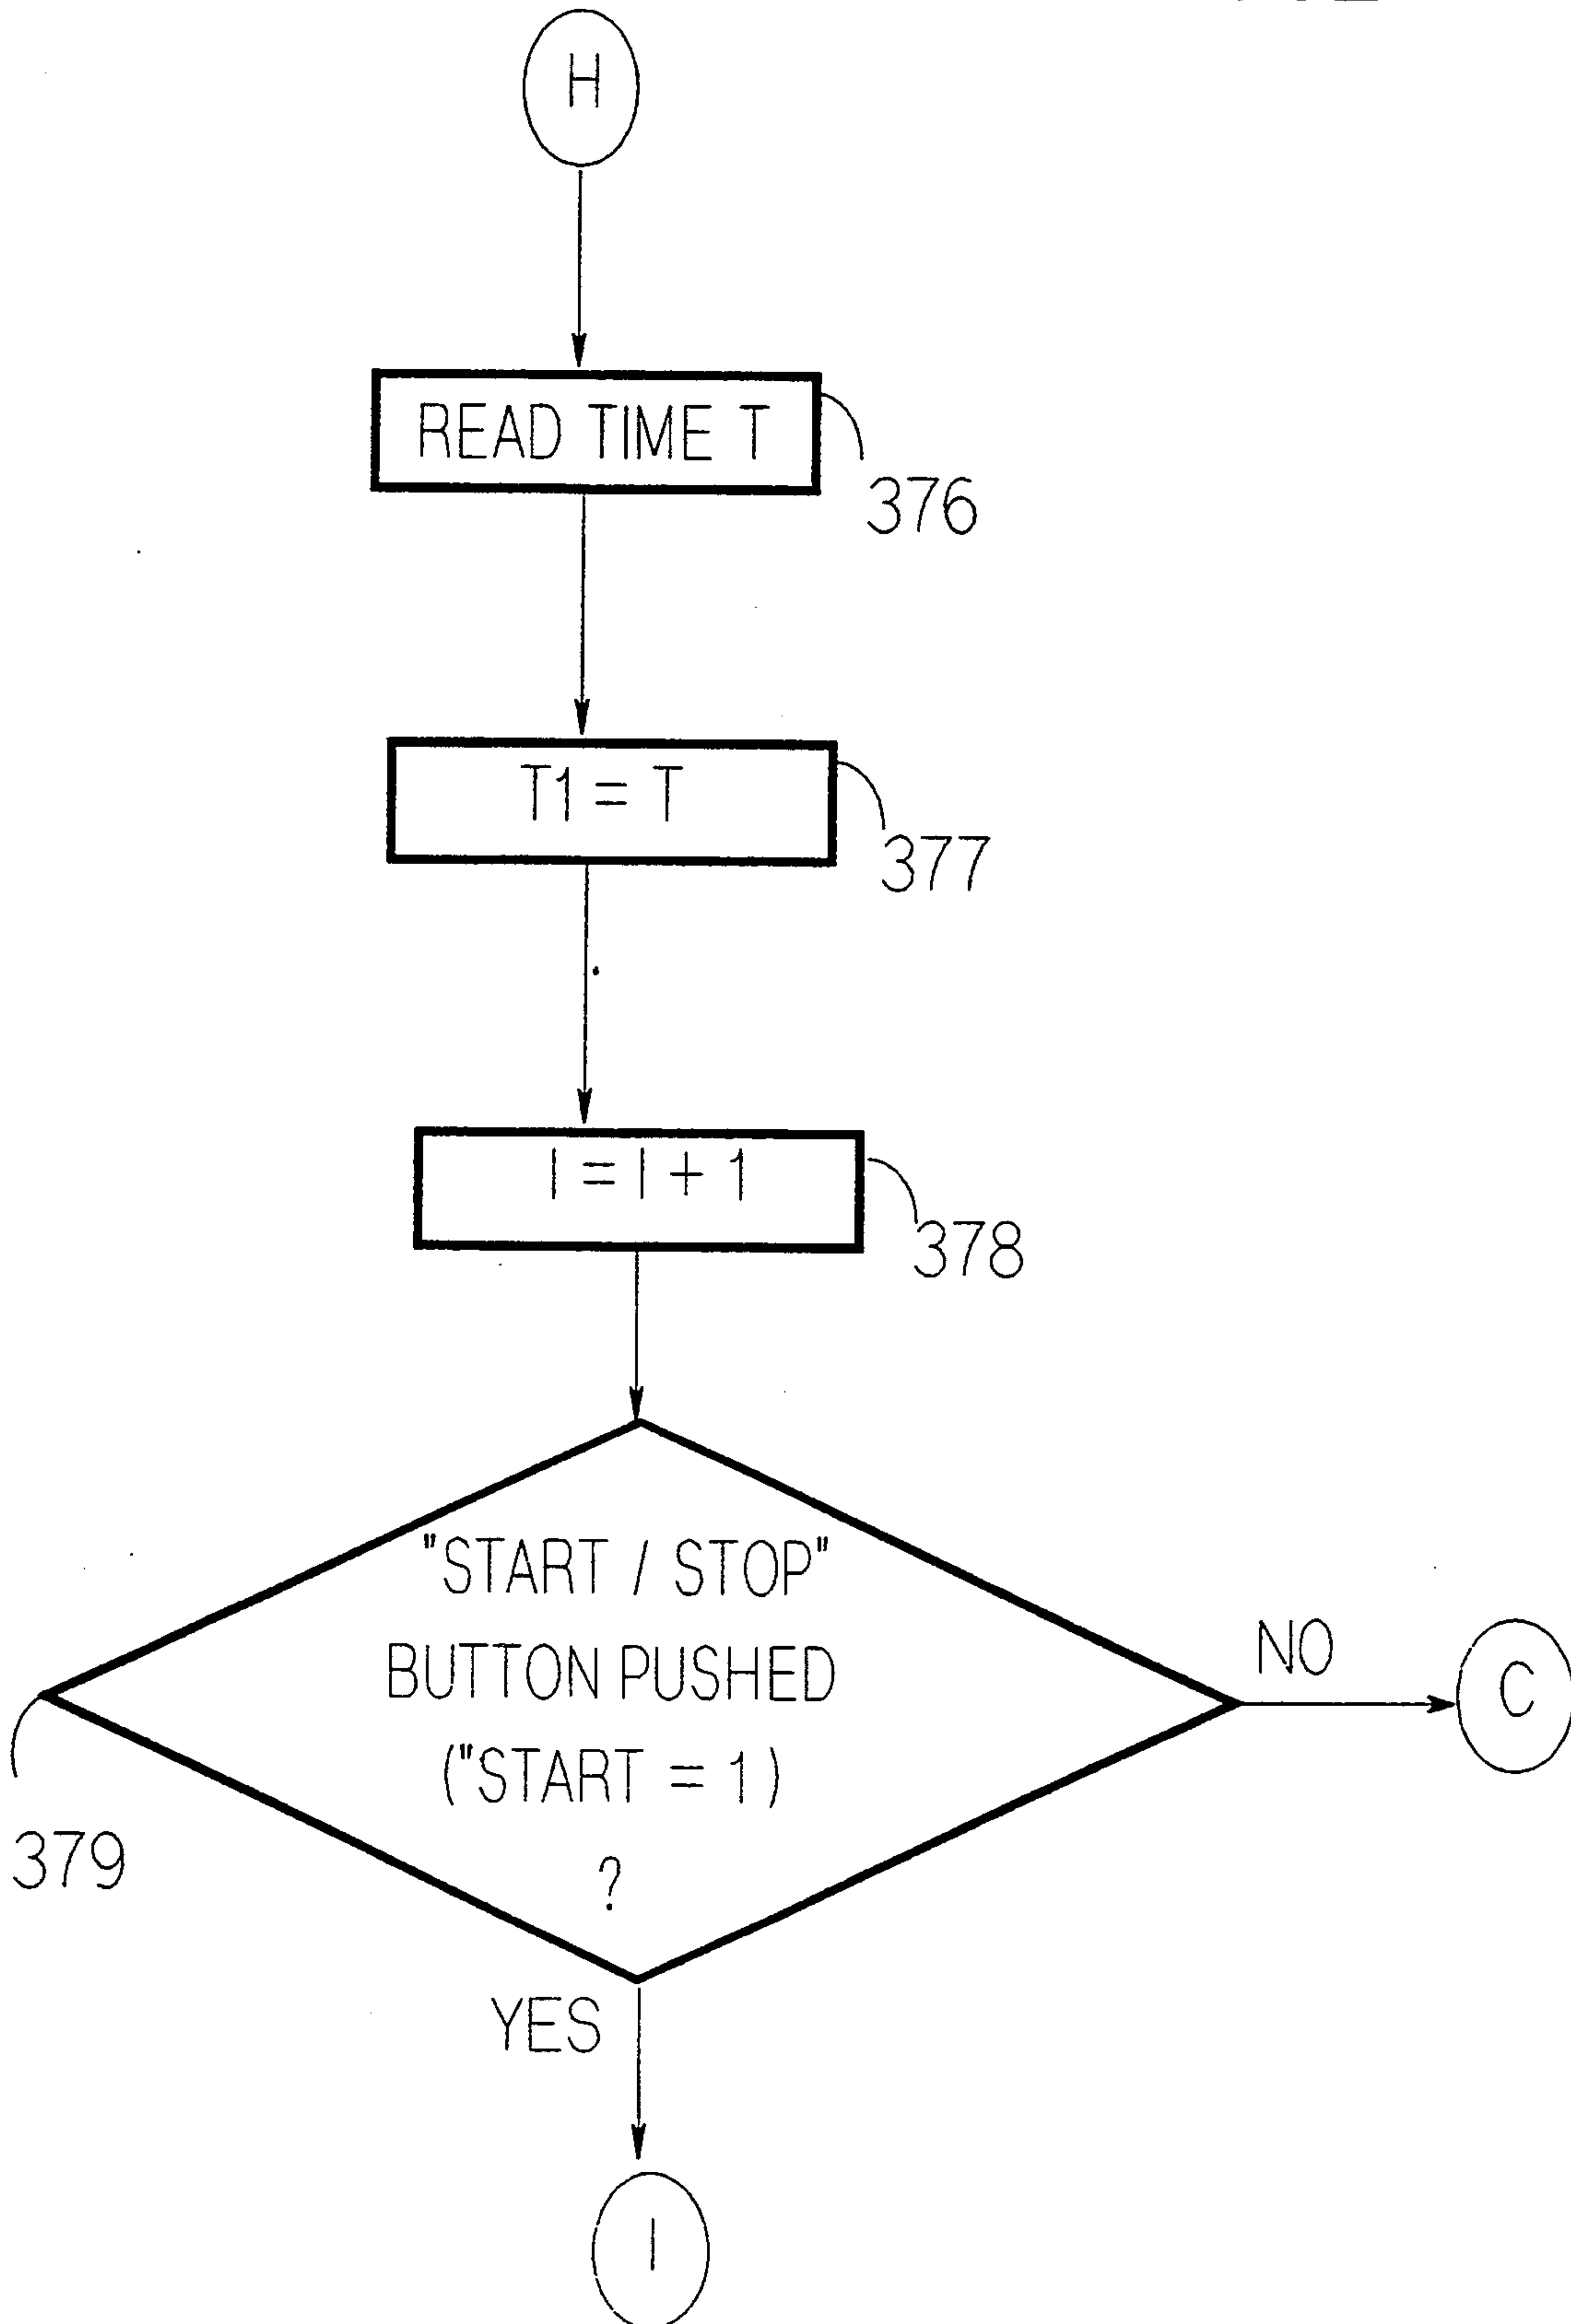 H
READ TIME T
376
T1 = T
377
I = I + 1
378
"START / STOP"
BUTTON PUSHED
("START = 1)
?
379
NO
C
YES
I